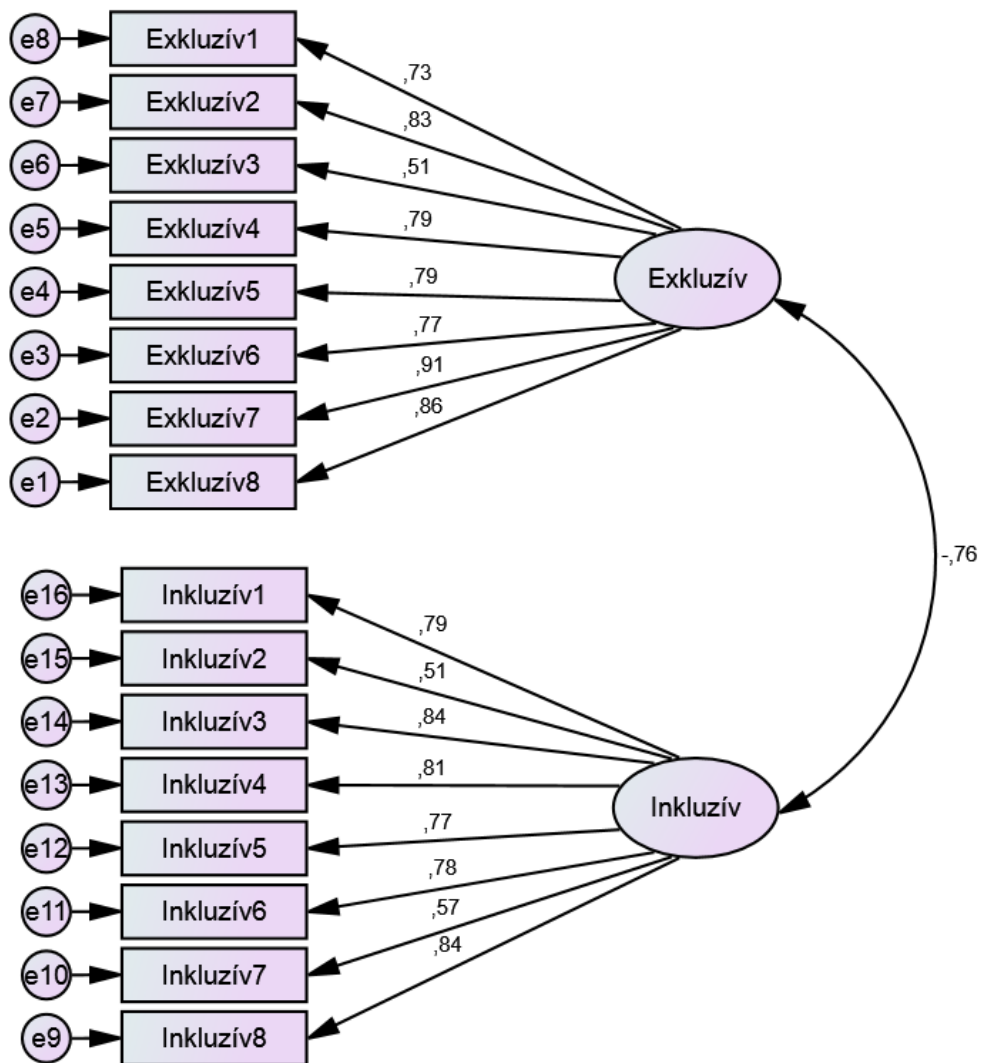 e8 Exkluzív1
,73
e7 Exkluzív2
,83
e6 Exkluzív3
,51
e5 Exkluzív4
,79
e4 Exkluzív5
,79
e3 Exkluzív6
,77
e2 Exkluzív7
,91
e1 Exkluzív8
,86
Exkluzív
-,76
e16 Inkluzív1
,79
e15 Inkluzív2
,51
e14 Inkluzív3
,84
e13 Inkluzív4
,81
e12 Inkluzív5
,77
e11 Inkluzív6
,78
e10 Inkluzív7
,57
e9 Inkluzív8
,84
Inkluzív